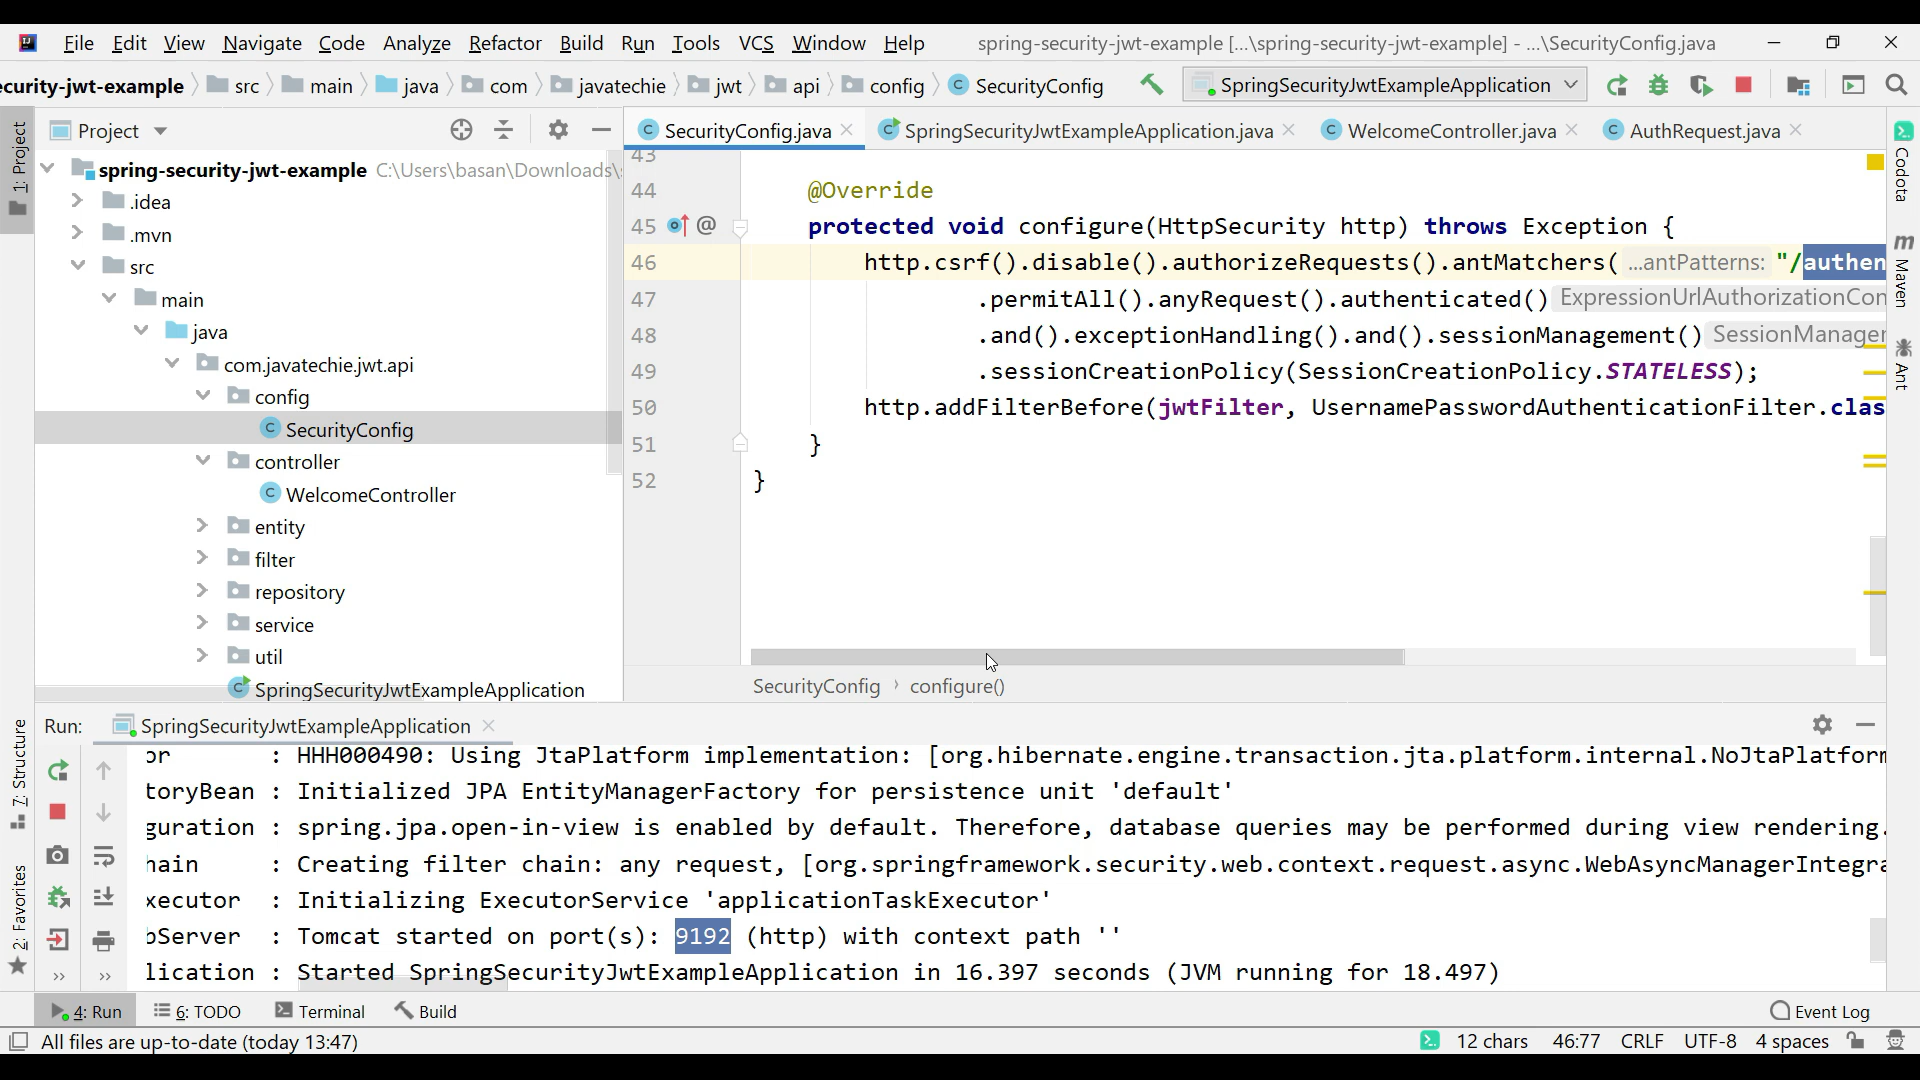 File Edit View Navigate Code Analyze Refactor Build Run Tools VCS Window Help spring-security-jwt-example [...\spring-security-jwt-example] - ...\SecurityConfig.java
ecurity-jwt-example src main java com javatechie jwt api config SecurityConfig SpringSecurityJwtExampleApplication
1: Project
Project
SecurityConfig.java SpringSecurityJwtExampleApplication.java WelcomeController.java AuthRequest.java
spring-security-jwt-example C:\Users\basan\Downloads\
.idea
.mvn
src
main
java
com.javatechie.jwt.api
config
SecurityConfig
controller
WelcomeController
entity
filter
repository
service
util
SpringSecurityJwtExampleApplication
43
44 @Override
45 @ protected void configure(HttpSecurity http) throws Exception {
46 http.csrf().disable().authorizeRequests().antMatchers( ...antPatterns: "/authen
47 .permitAll().anyRequest().authenticated() ExpressionUrlAuthorizationCon
48 .and().exceptionHandling().and().sessionManagement() SessionManager
49 .sessionCreationPolicy(SessionCreationPolicy.STATELESS);
50 http.addFilterBefore(jwtFilter, UsernamePasswordAuthenticationFilter.clas
51 }
52 }
SecurityConfig › configure()
Codota
Maven
Ant
7: Structure
2: Favorites
Run: SpringSecurityJwtExampleApplication
or : HHH000490: Using JtaPlatform implementation: [org.hibernate.engine.transaction.jta.platform.internal.NoJtaPlatform
toryBean : Initialized JPA EntityManagerFactory for persistence unit 'default'
guration : spring.jpa.open-in-view is enabled by default. Therefore, database queries may be performed during view rendering.
hain : Creating filter chain: any request, [org.springframework.security.web.context.request.async.WebAsyncManagerIntegra
xecutor : Initializing ExecutorService 'applicationTaskExecutor'
bServer : Tomcat started on port(s): 9192 (http) with context path ''
lication : Started SpringSecurityJwtExampleApplication in 16.397 seconds (JVM running for 18.497)
4: Run 6: TODO Terminal Build Event Log
All files are up-to-date (today 13:47) 12 chars 46:77 CRLF UTF-8 4 spaces